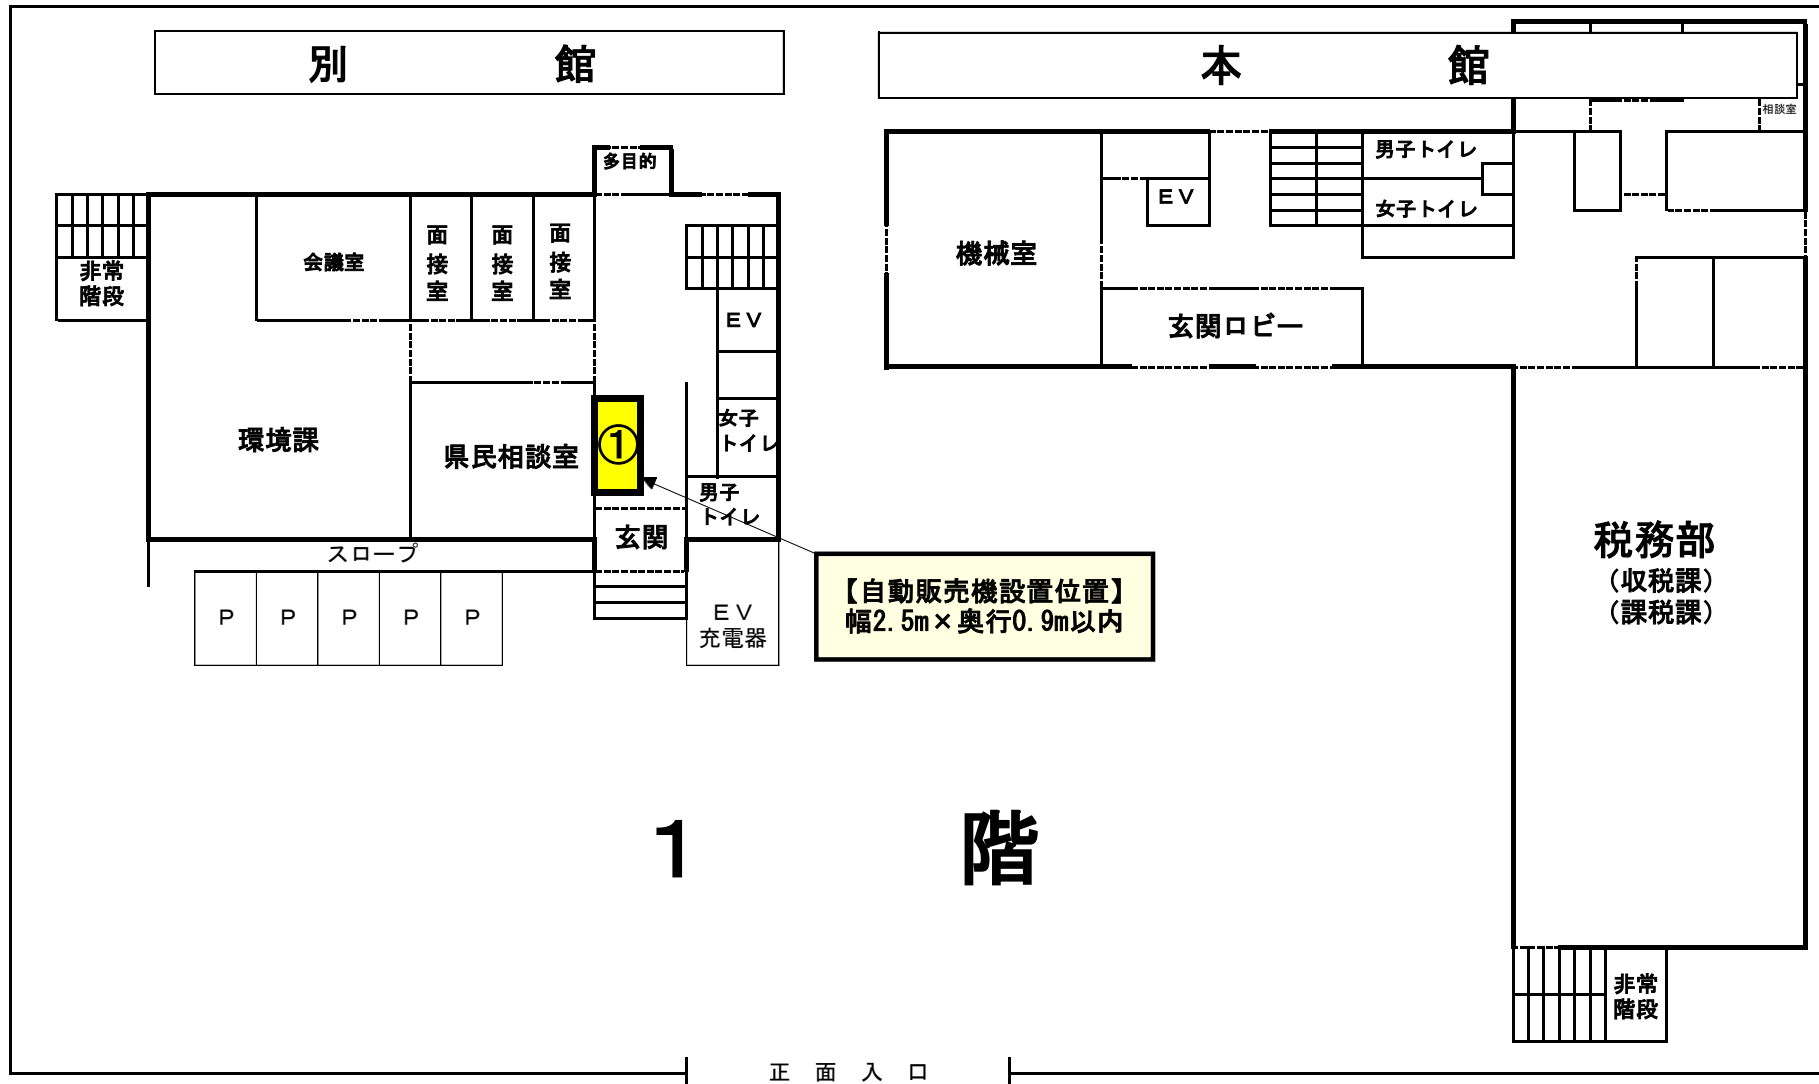 別　館
本　館
相談室
多目的
非常
階段
会議室
面接室
面接室
面接室
ＥＶ
環境課
県民相談室
①
女子
トイレ
男子
トイレ
玄関
スロープ
Ｐ
Ｐ
Ｐ
Ｐ
Ｐ
ＥＶ
充電器
【自動販売機設置位置】
幅2.5m×奥行0.9m以内
機械室
ＥＶ
男子トイレ
女子トイレ
玄関ロビー
税務部
（収税課）
（課税課）
非常
階段
１　階
正　面　入　口